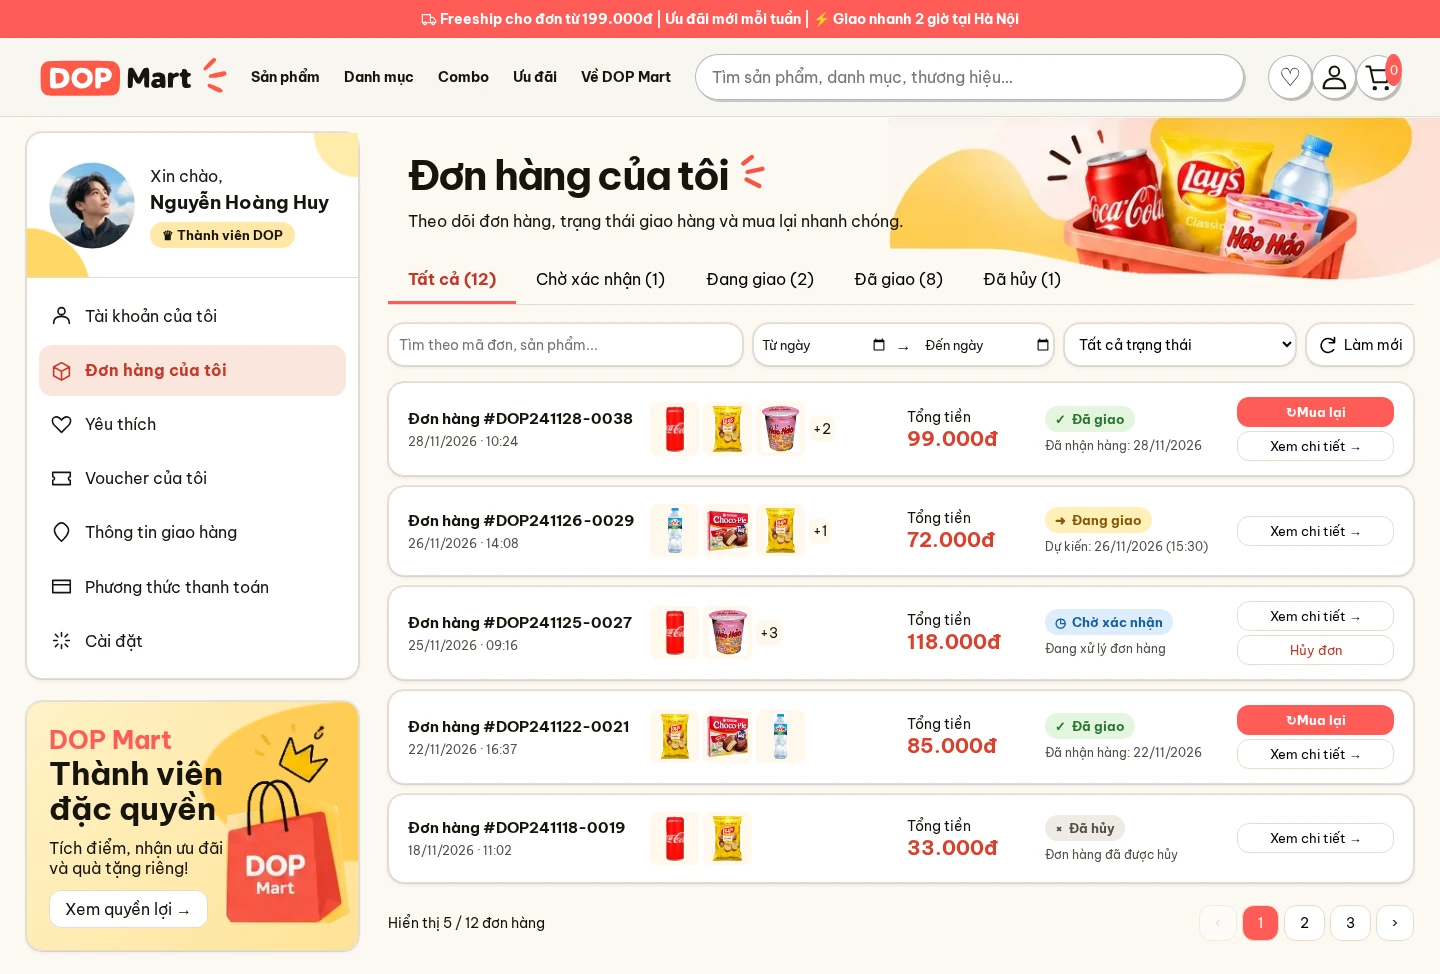 Freeship cho đơn từ 199.000đ | Ưu đãi mới mỗi tuần | ⚡ Giao nhanh 2 giờ tại Hà Nội
DOP Mart
Sản phẩm
Danh mục
Combo
Ưu đãi
Về DOP Mart
Tìm sản phẩm, danh mục, thương hiệu...
0
Xin chào,
Nguyễn Hoàng Huy
♛ Thành viên DOP
Tài khoản của tôi
Đơn hàng của tôi
Yêu thích
Voucher của tôi
Thông tin giao hàng
Phương thức thanh toán
Cài đặt
DOP Mart
Thành viên
đặc quyền
Tích điểm, nhận ưu đãi
và quà tặng riêng!
Xem quyền lợi →
DOP
Mart
Đơn hàng của tôi
Theo dõi đơn hàng, trạng thái giao hàng và mua lại nhanh chóng.
Coca-Cola
Lay's
Classic
Hảo Hảo
Tất cả (12)
Chờ xác nhận (1)
Đang giao (2)
Đã giao (8)
Đã hủy (1)
Tìm theo mã đơn, sản phẩm...
Từ ngày → Đến ngày
Tất cả trạng thái
Làm mới
Đơn hàng #DOP241128-0038
28/11/2026 · 10:24
+2
Tổng tiền
99.000đ
✓ Đã giao
Đã nhận hàng: 28/11/2026
↻Mua lại
Xem chi tiết →
Đơn hàng #DOP241126-0029
26/11/2026 · 14:08
Choco-Pie
+1
Tổng tiền
72.000đ
➜ Đang giao
Dự kiến: 26/11/2026 (15:30)
Xem chi tiết →
Đơn hàng #DOP241125-0027
25/11/2026 · 09:16
+3
Tổng tiền
118.000đ
◷ Chờ xác nhận
Đang xử lý đơn hàng
Xem chi tiết →
Hủy đơn
Đơn hàng #DOP241122-0021
22/11/2026 · 16:37
Choco-Pie
Tổng tiền
85.000đ
✓ Đã giao
Đã nhận hàng: 22/11/2026
↻Mua lại
Xem chi tiết →
Đơn hàng #DOP241118-0019
18/11/2026 · 11:02
Tổng tiền
33.000đ
× Đã hủy
Đơn hàng đã được hủy
Xem chi tiết →
Hiển thị 5 / 12 đơn hàng
‹ 1 2 3 ›